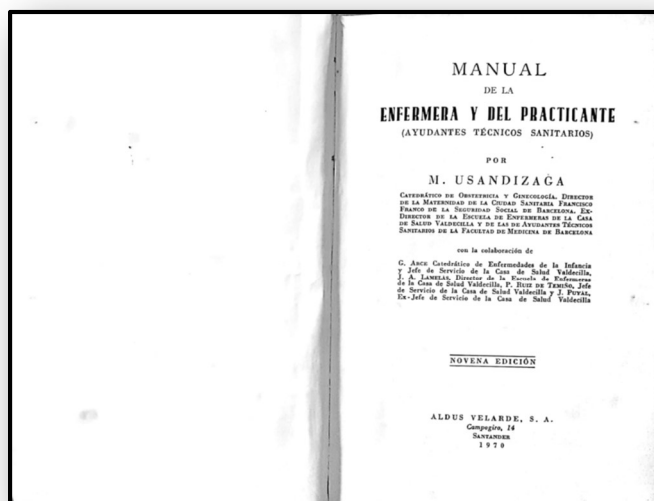 MANUAL
DE LA
ENFERMERA Y DEL PRACTICANTE
(AYUDANTES TÉCNICOS SANITARIOS)
POR
M. USANDIZAGA
CATEDRÁTICO DE OBSTETRICIA Y GINECOLOGÍA. DIRECTOR
DE LA MATERNIDAD DE LA CIUDAD SANITARIA FRANCISCO
FRANCO DE LA SEGURIDAD SOCIAL DE BARCELONA. EX-
DIRECTOR DE LA ESCUELA DE ENFERMERAS DE LA CASA
DE SALUD VALDECILLA Y DE LAS DE AYUDANTES TÉCNICOS
SANITARIOS DE LA FACULTAD DE MEDICINA DE BARCELONA
con la colaboración de
G. ARCE Catedrático de Enfermedades de la Infancia
y Jefe de Servicio de la Casa de Salud Valdecilla,
J. A. LAMELAS, Director de la Escuela de Enfermeras
de la Casa de Salud Valdecilla, P. RUIZ DE TEMIÑO, Jefe
de Servicio de la Casa de Salud Valdecilla y J. PUYAL,
Ex-Jefe de Servicio de la Casa de Salud Valdecilla
NOVENA EDICIÓN
ALDUS VELARDE, S. A.
Campogiro, 14
SANTANDER
1970